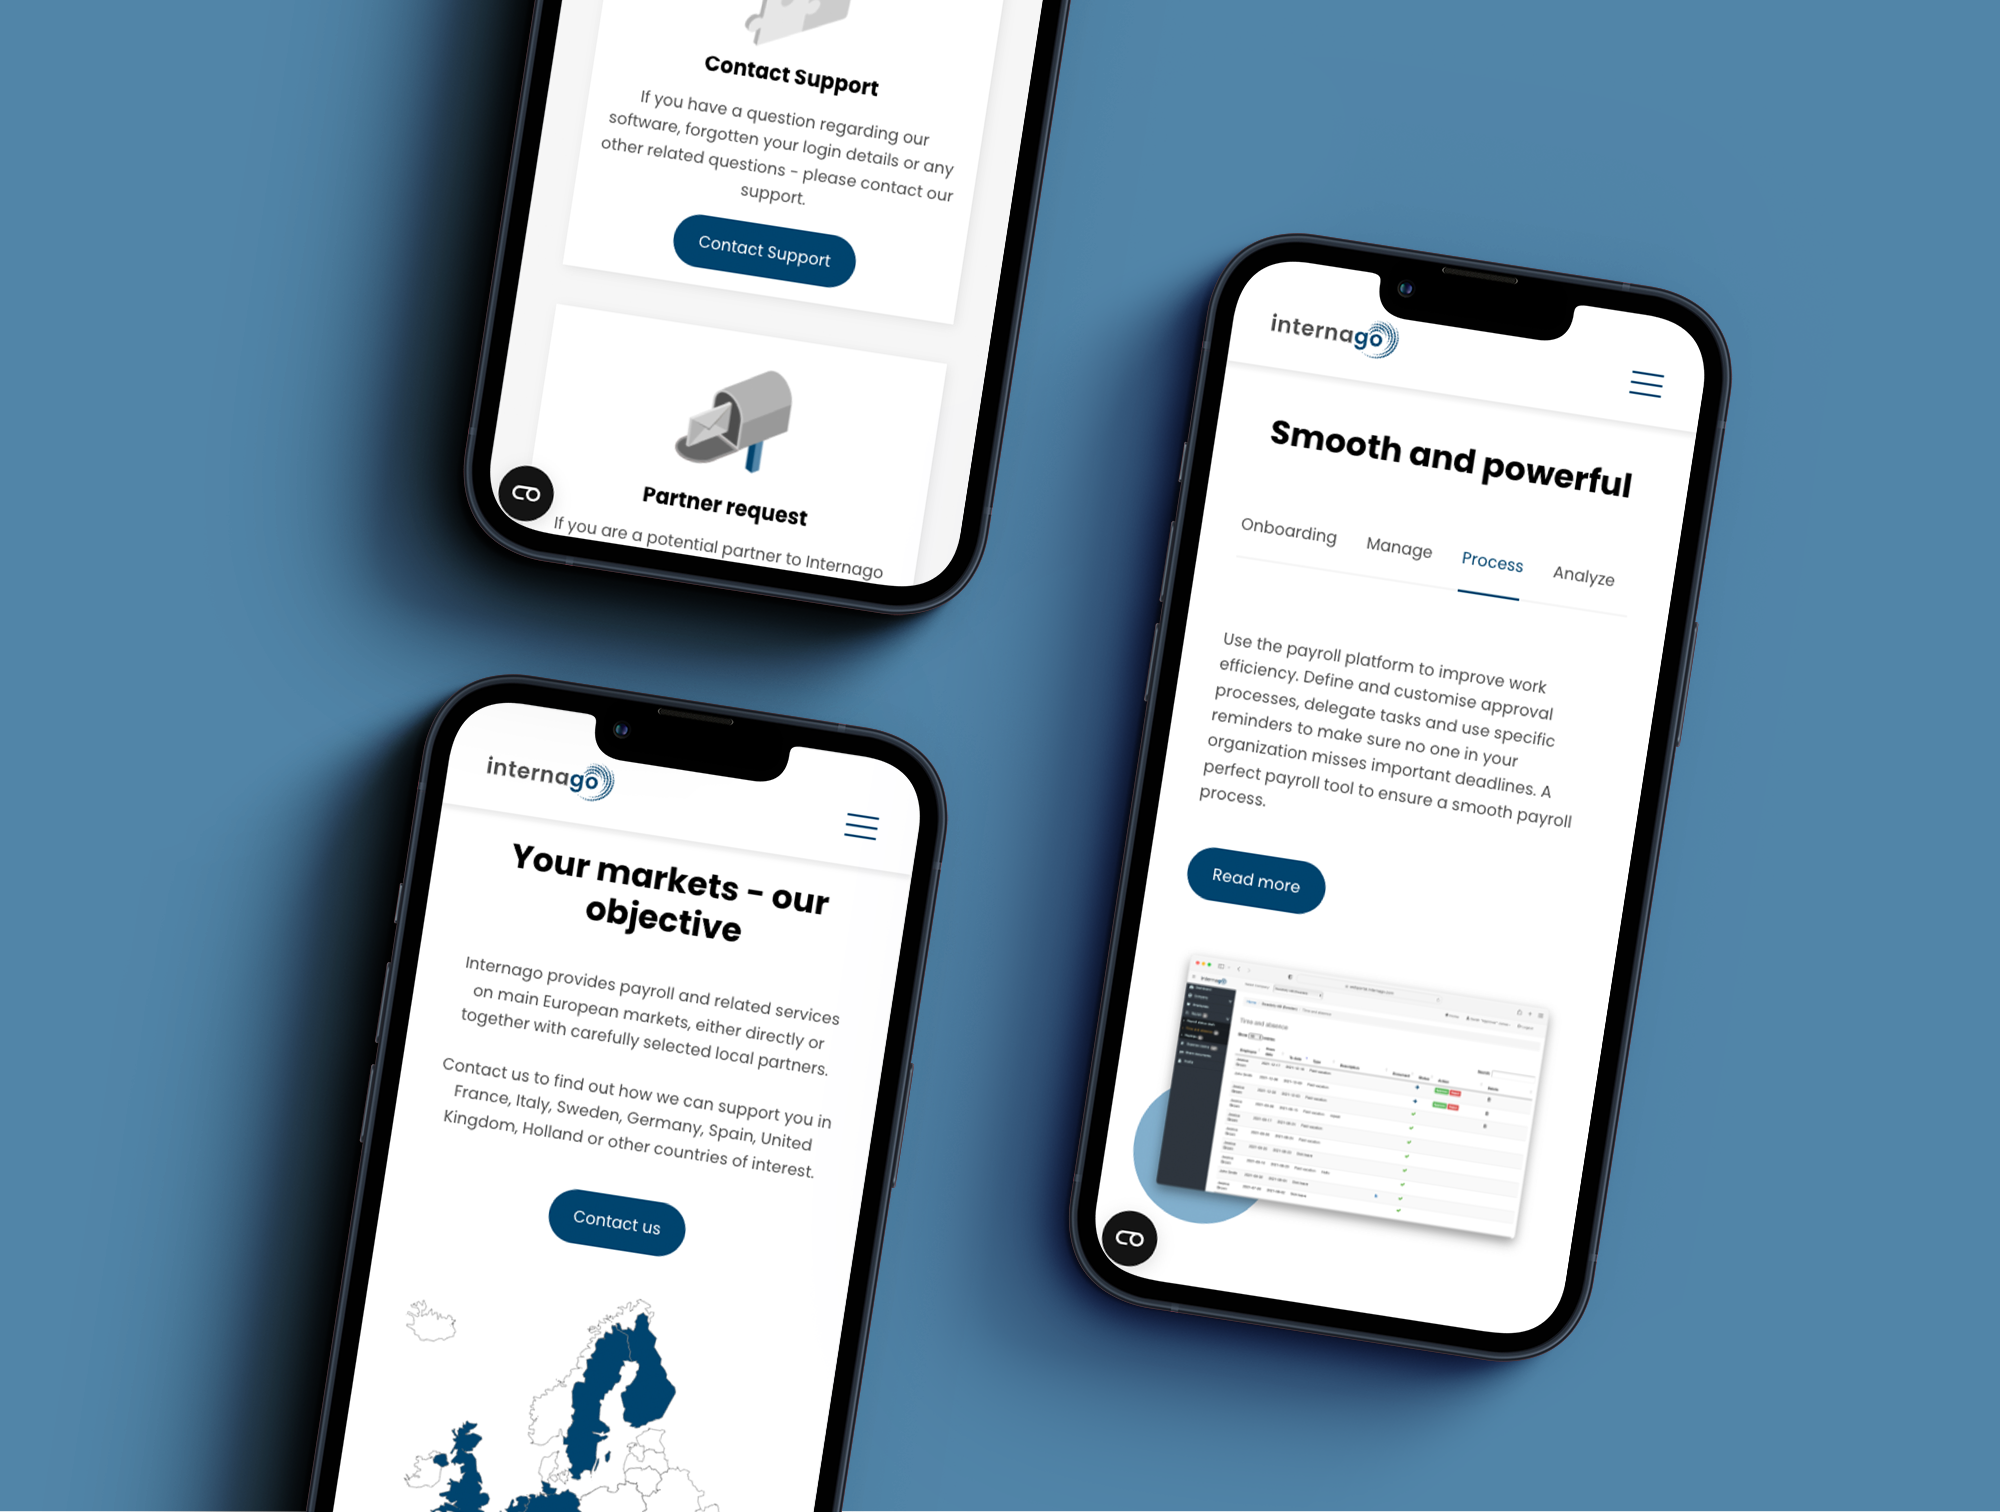 Contact Support
If you have a question regarding our
software, forgotten your login details or any
other related questions - please contact our
support.
Contact Support
Partner request
If you are a potential partner to Internago
internago
Your markets - our
objective
Internago provides payroll and related services
on main European markets, either directly or
together with carefully selected local partners.
Contact us to find out how we can support you in
France, Italy, Sweden, Germany, Spain, United
Kingdom, Holland or other countries of interest.
Contact us
internago
Smooth and powerful
Onboarding Manage Process Analyze
Use the payroll platform to improve work
efficiency. Define and customise approval
processes, delegate tasks and use specific
reminders to make sure no one in your
organization misses important deadlines. A
perfect payroll tool to ensure a smooth payroll
process.
Read more
Time and absence